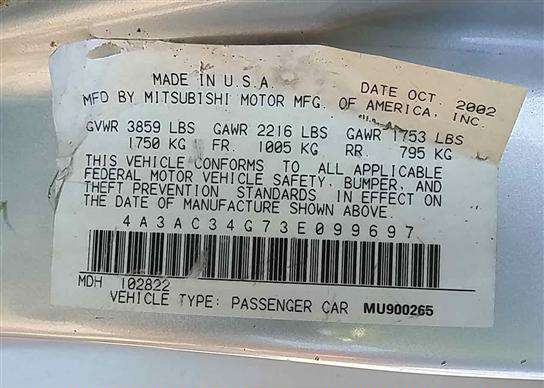 MADE IN U.S.A. DATE OCT. 2002
MFD BY MITSUBISHI MOTOR MFG. OF AMERICA, INC.
GVWR 3859 LBS GAWR 2216 LBS GAWR 1753 LBS
1750 KG FR. 1005 KG RR. 795 KG
THIS VEHICLE CONFORMS TO ALL APPLICABLE
FEDERAL MOTOR VEHICLE SAFETY, BUMPER, AND
THEFT PREVENTION STANDARDS IN EFFECT ON
THE DATE OF MANUFACTURE SHOWN ABOVE.
4A3AC34G73E099697
MDH 102822
VEHICLE TYPE: PASSENGER CAR MU900265